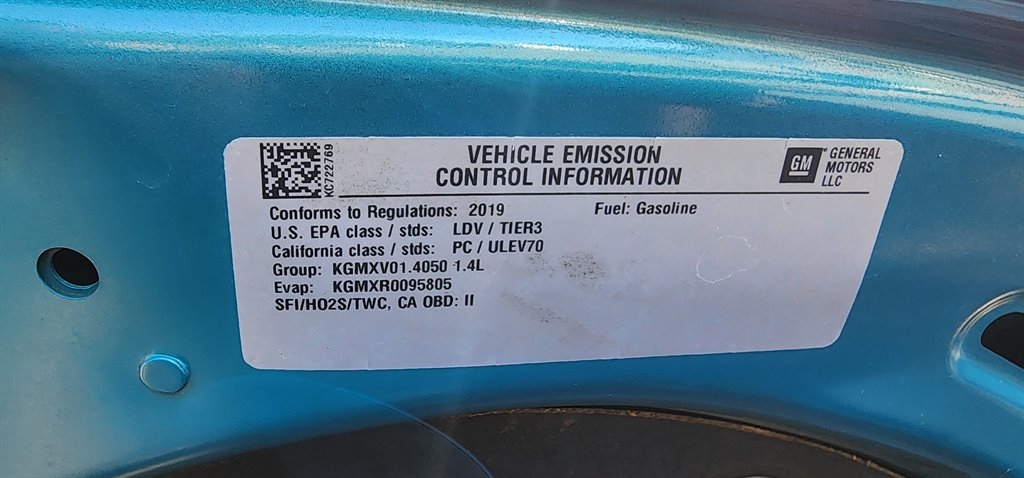 XC722769
VEHICLE EMISSION
CONTROL INFORMATION
GM
GENERAL
MOTORS
LLC
Conforms to Regulations: 2019 Fuel: Gasoline
U.S. EPA class / stds: LDV / TIER3
California class / stds: PC / ULEV70
Group: KGMXV01.4050 1.4L
Evap: KGMXR0095805
SFI/HO2S/TWC, CA OBD: II